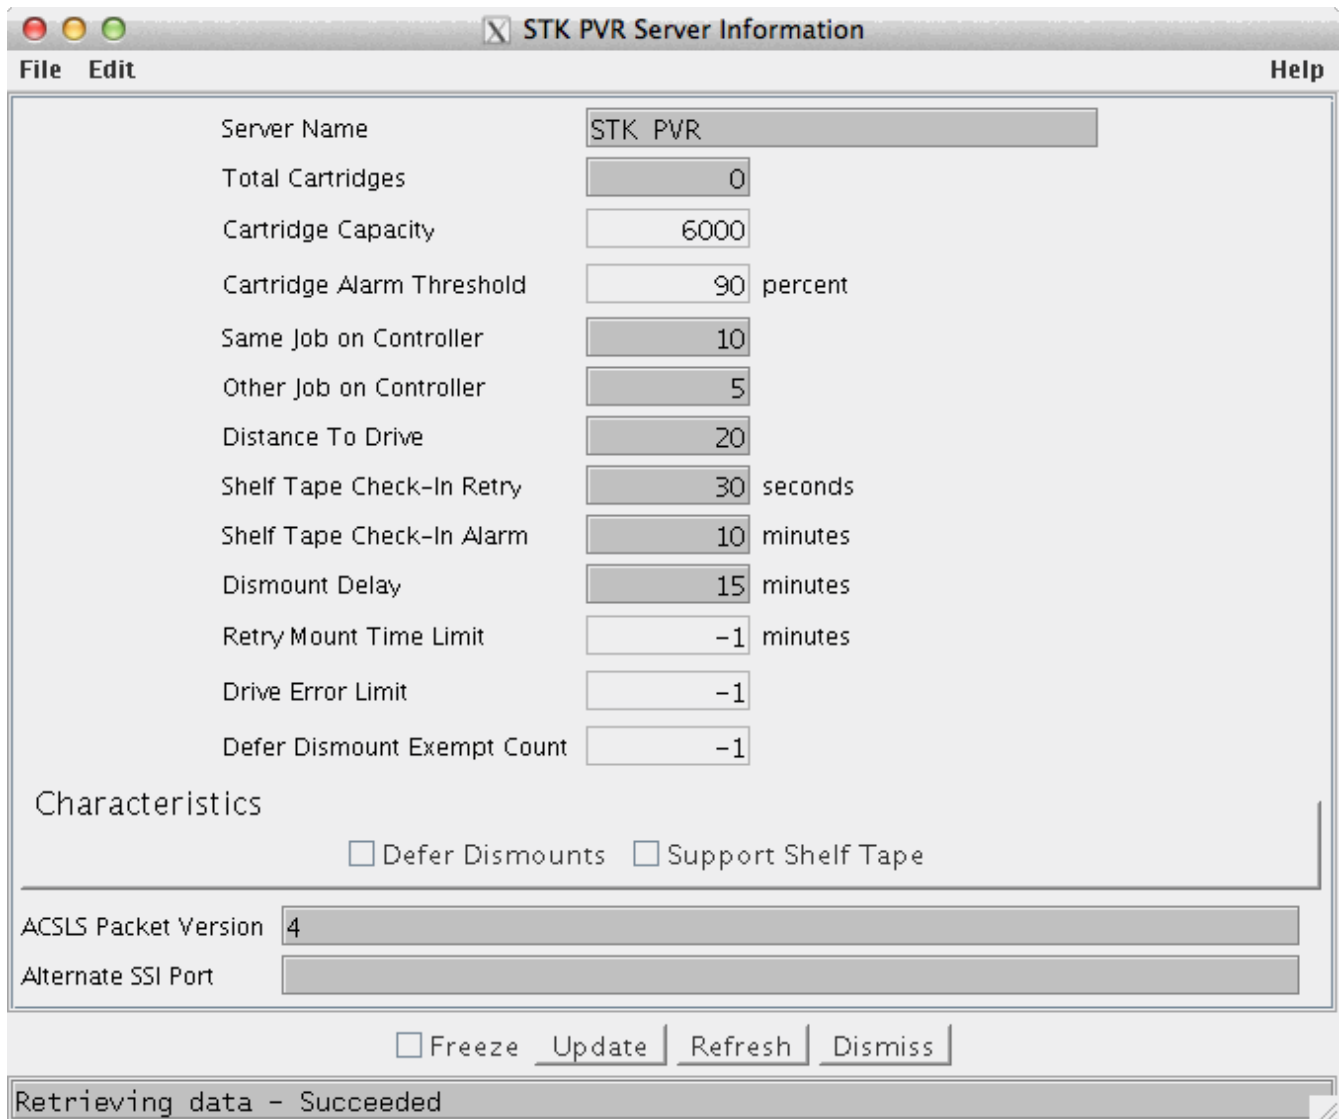 STK PVR Server Information
File Edit Help
Server Name STK PVR
Total Cartridges 0
Cartridge Capacity 6000
Cartridge Alarm Threshold 90 percent
Same Job on Controller 10
Other Job on Controller 5
Distance To Drive 20
Shelf Tape Check-In Retry 30 seconds
Shelf Tape Check-In Alarm 10 minutes
Dismount Delay 15 minutes
Retry Mount Time Limit -1 minutes
Drive Error Limit -1
Defer Dismount Exempt Count -1
Characteristics
Defer Dismounts Support Shelf Tape
ACSLS Packet Version 4
Alternate SSI Port
Freeze Update Refresh Dismiss
Retrieving data - Succeeded